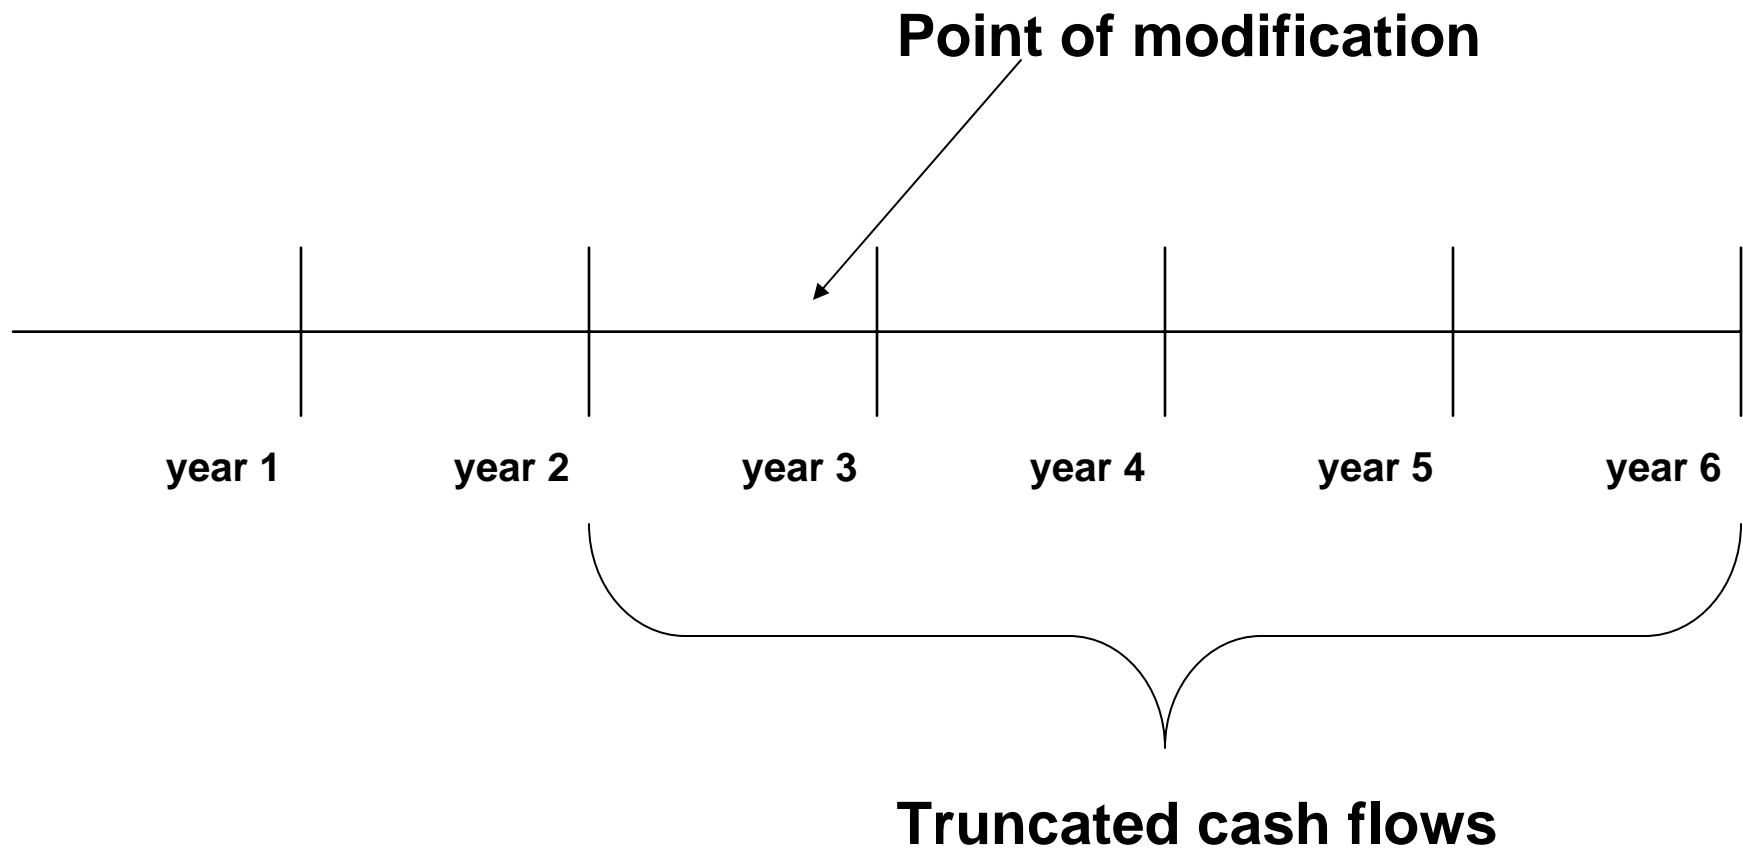 Point of modification
year 1 year 2 year 3 year 4 year 5 year 6
Truncated cash flows